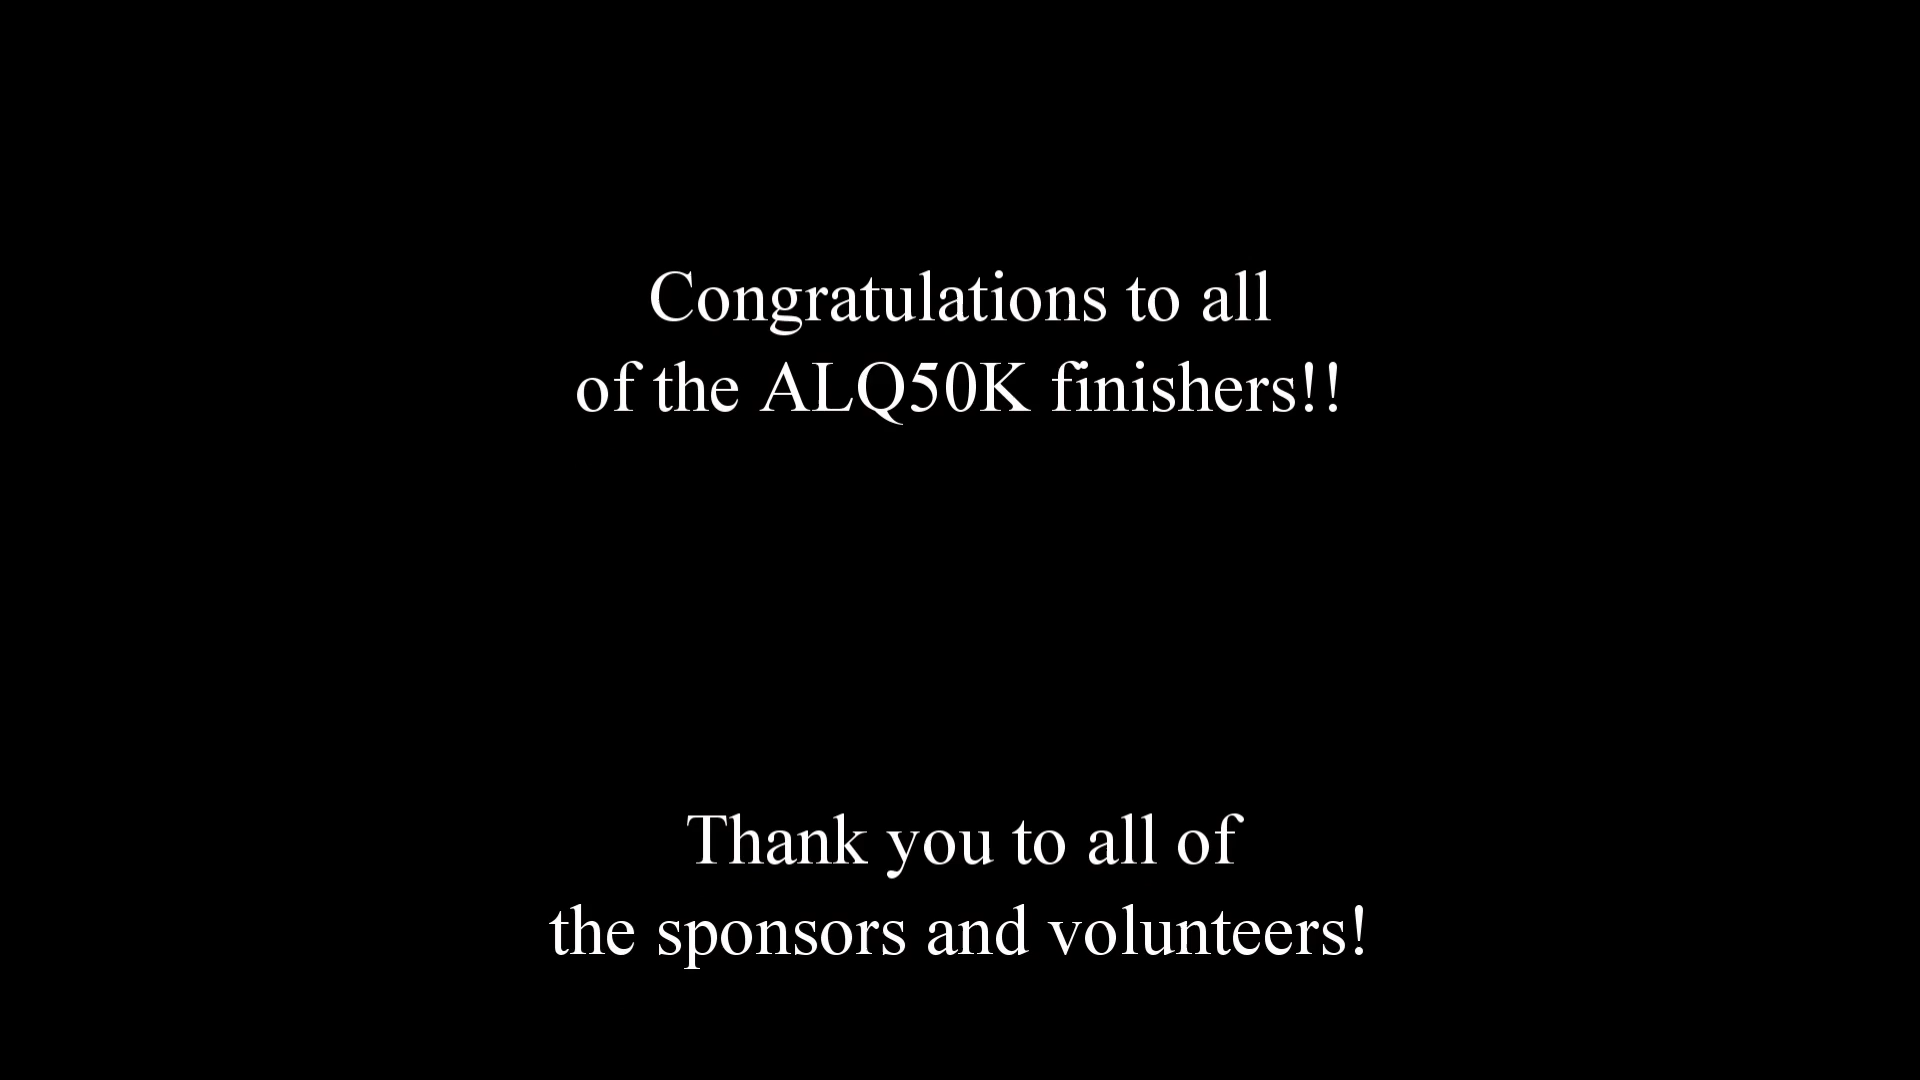 Congratulations to all
of the ALQ50K finishers!!
Thank you to all of
the sponsors and volunteers!